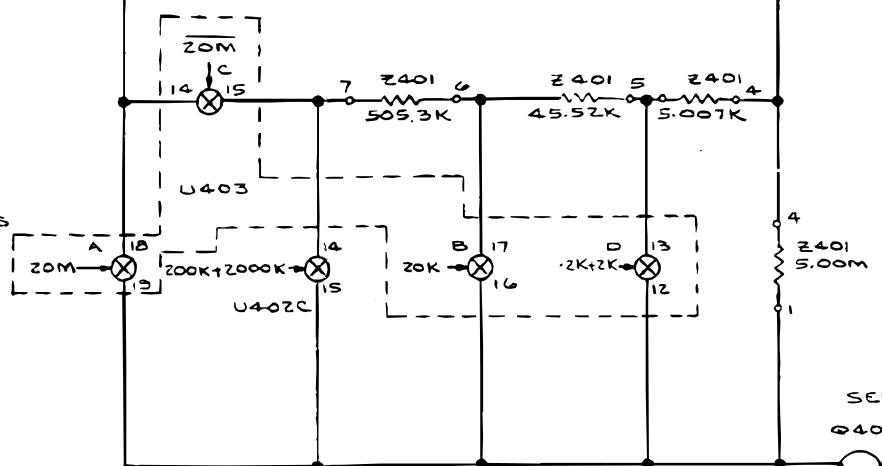 20M
C
14
15
7
Z401
505.3K
6
Z401
45.52K
5
Z401
5.007K
4
U403
S
A
18
20M
19
200K+2000K
14
15
U402C
B
17
20K
16
D
13
.2K+2K
12
4
Z401
5.00M
1
SE
Q40